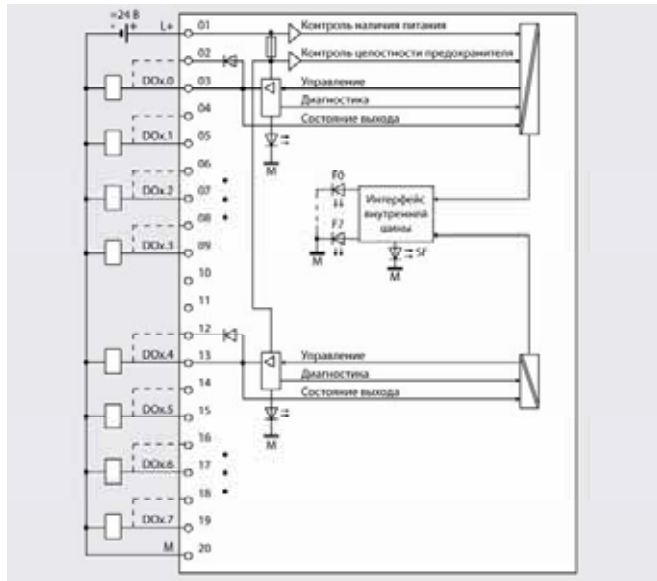 =24 В
- +
L+ 01 Контроль наличия питания
02 Контроль целостности предохранителя
DOx.0 03 Управление
Диагностика
04 Состояние выхода
DOx.1 05
M
06
DOx.2 07
F0
Интерфейс
внутренней
шины
08
F7
DOx.3 09
M
SF
M
10
11
12
DOx.4 13 Управление
Диагностика
14 Состояние выхода
DOx.5 15
M
16
DOx.6 17
18
DOx.7 19
M 20